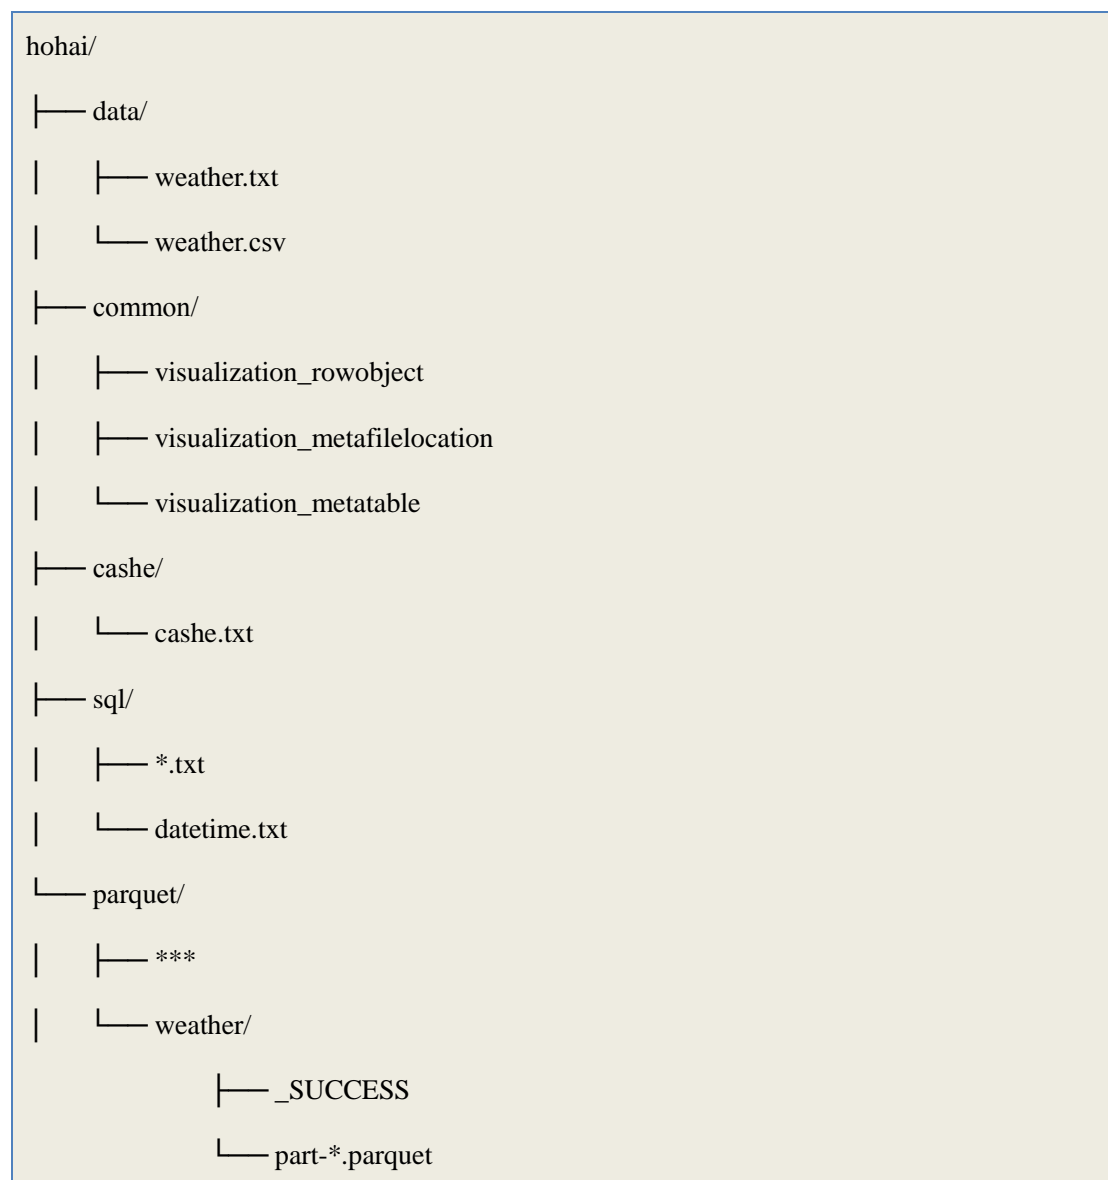 hohai/
├── data/
│ ├── weather.txt
│ └── weather.csv
├── common/
│ ├── visualization_rowobject
│ ├── visualization_metafilelocation
│ └── visualization_metatable
├── cashe/
│ └── cashe.txt
├── sql/
│ ├── *.txt
│ └── datetime.txt
└── parquet/
│ ├── ***
│ └── weather/
├── _SUCCESS
└── part-*.parquet